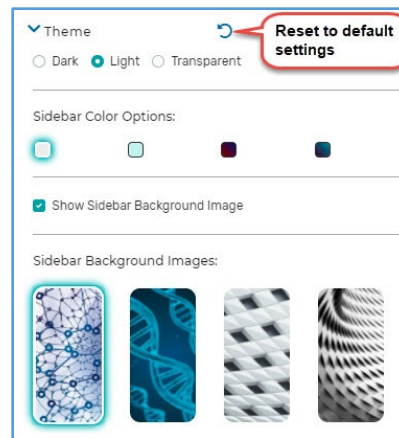 Theme
Reset to default
settings
Dark Light Transparent
Sidebar Color Options:
Show Sidebar Background Image
Sidebar Background Images: